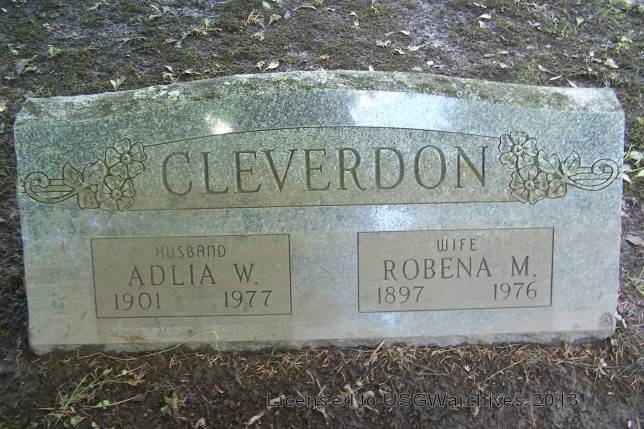 CLEVERDON
HUSBAND
ADLIA W.
1901 1977
WIFE
ROBENA M.
1897 1976
Licensed to USGWarchives 2013